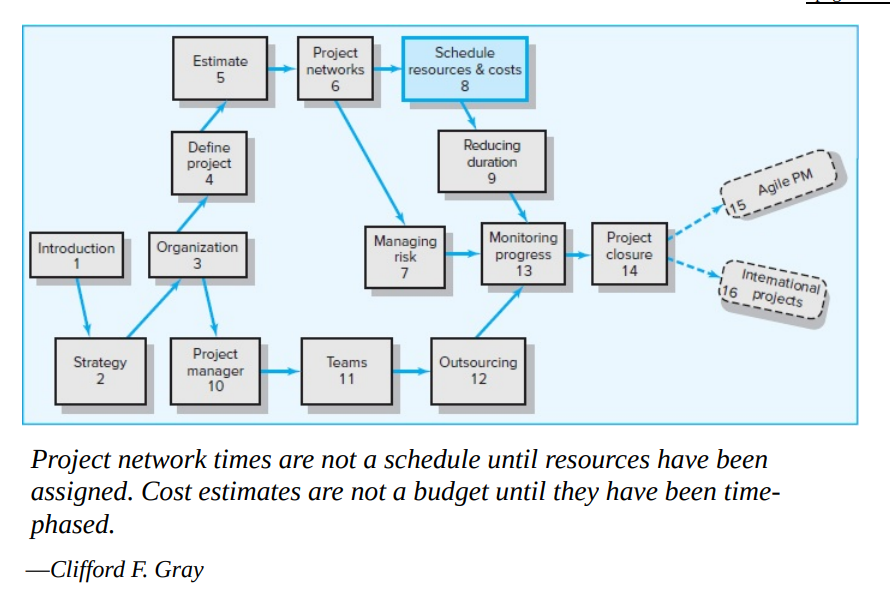 Estimate
5
Project
networks
6
Schedule
resources & costs
8
Define
project
4
Reducing
duration
9
Agile PM
15
Introduction
1
Organization
3
Managing
risk
7
Monitoring
progress
13
Project
closure
14
International
16 projects
Strategy
2
Project
manager
10
Teams
11
Outsourcing
12
Project network times are not a schedule until resources have been
assigned. Cost estimates are not a budget until they have been time-
phased.
—Clifford F. Gray